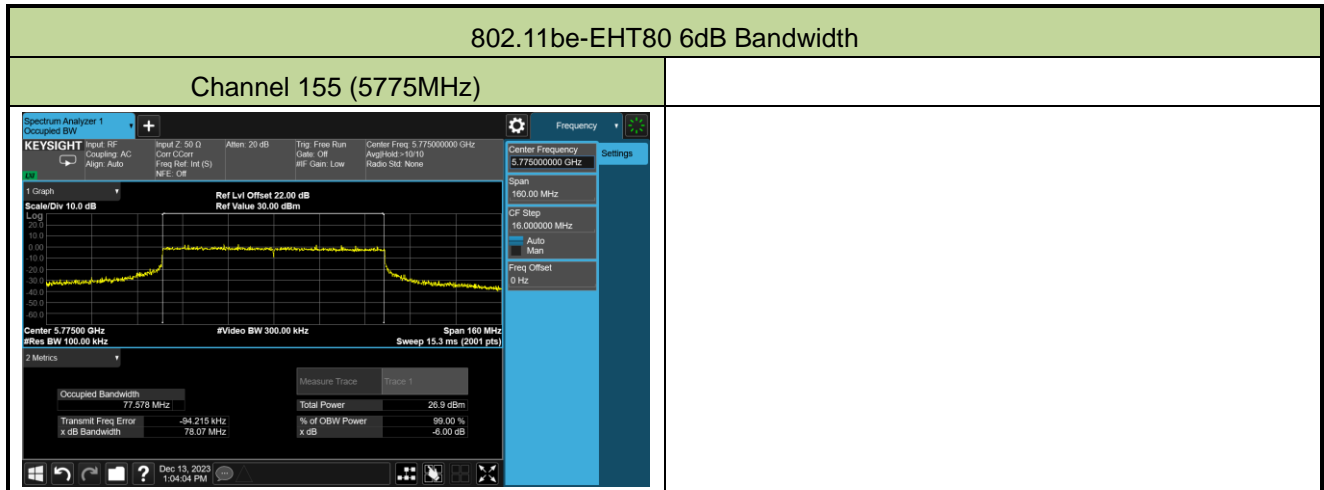 802.11be-EHT80 6dB Bandwidth
Channel 155 (5775MHz)
Spectrum Analyzer 1
Occupied BW
+
Frequency
KEYSIGHT
Input: RF
Coupling: AC
Align: Auto
Input Z: 50 Ω
Corr CCorr
Freq Ref: Int (S)
NFE: Off
Atten: 20 dB
Trig: Free Run
Gate: Off
#IF Gain: Low
Center Freq: 5.775000000 GHz
Avg|Hold:>10/10
Radio Std: None
Center Frequency
5.775000000 GHz
Settings
Span
160.00 MHz
CF Step
16.000000 MHz
Auto
Man
Freq Offset
0 Hz
1 Graph
Scale/Div 10.0 dB
Ref Lvl Offset 22.00 dB
Ref Value 30.00 dBm
Log
20.0
10.0
0.00
-10.0
-20.0
-30.0
-40.0
-50.0
-60.0
Center 5.77500 GHz
#Video BW 300.00 kHz
Span 160 MHz
#Res BW 100.00 kHz
Sweep 15.3 ms (2001 pts)
2 Metrics
Measure Trace
Trace 1
Occupied Bandwidth
77.578 MHz
Total Power
26.9 dBm
Transmit Freq Error
-94.215 kHz
% of OBW Power
99.00 %
x dB Bandwidth
78.07 MHz
x dB
-6.00 dB
?
Dec 13, 2023
1:04:04 PM